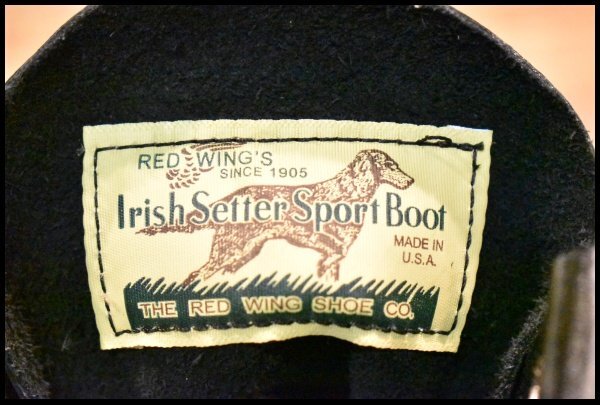 RED WING'S
SINCE 1905
Irish Setter Sport Boot
MADE IN
U.S.A.
THE RED WING SHOE CO.